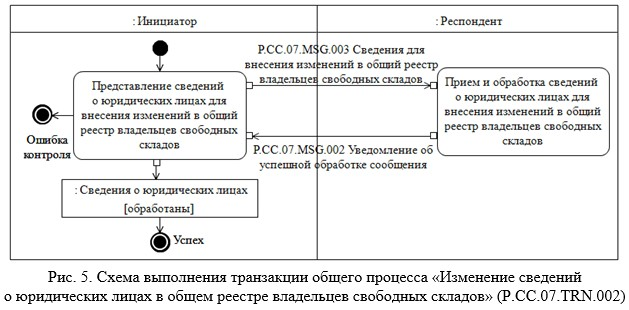 : Инициатор
: Респондент
P.CC.07.MSG.003 Сведения для
внесения изменений в общий реестр
владельцев свободных складов
Представление сведений
о юридических лицах для
внесения изменений в общий
реестр владельцев свободных
складов
Прием и обработка сведений
о юридических лицах для
внесения изменений в общий
реестр владельцев свободных
складов
Ошибка
контроля
P.CC.07.MSG.002 Уведомление об
успешной обработке сообщения
: Сведения о юридических лицах
[обработаны]
Успех
Рис. 5. Схема выполнения транзакции общего процесса «Изменение сведений
о юридических лицах в общем реестре владельцев свободных складов» (P.CC.07.TRN.002)